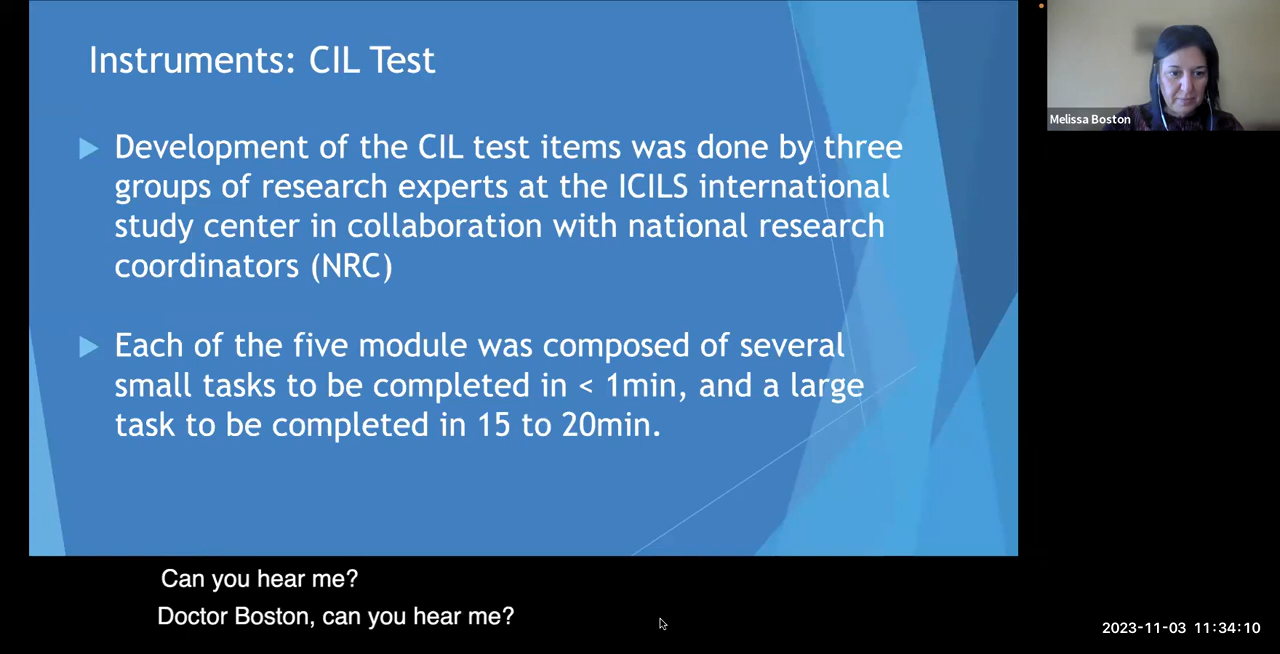 Instruments: CIL Test
Development of the CIL test items was done by three
groups of research experts at the ICILS international
study center in collaboration with national research
coordinators (NRC)
Each of the five module was composed of several
small tasks to be completed in < 1min, and a large
task to be completed in 15 to 20min.
Melissa Boston
Can you hear me?
Doctor Boston, can you hear me?
2023-11-03 11:34:10